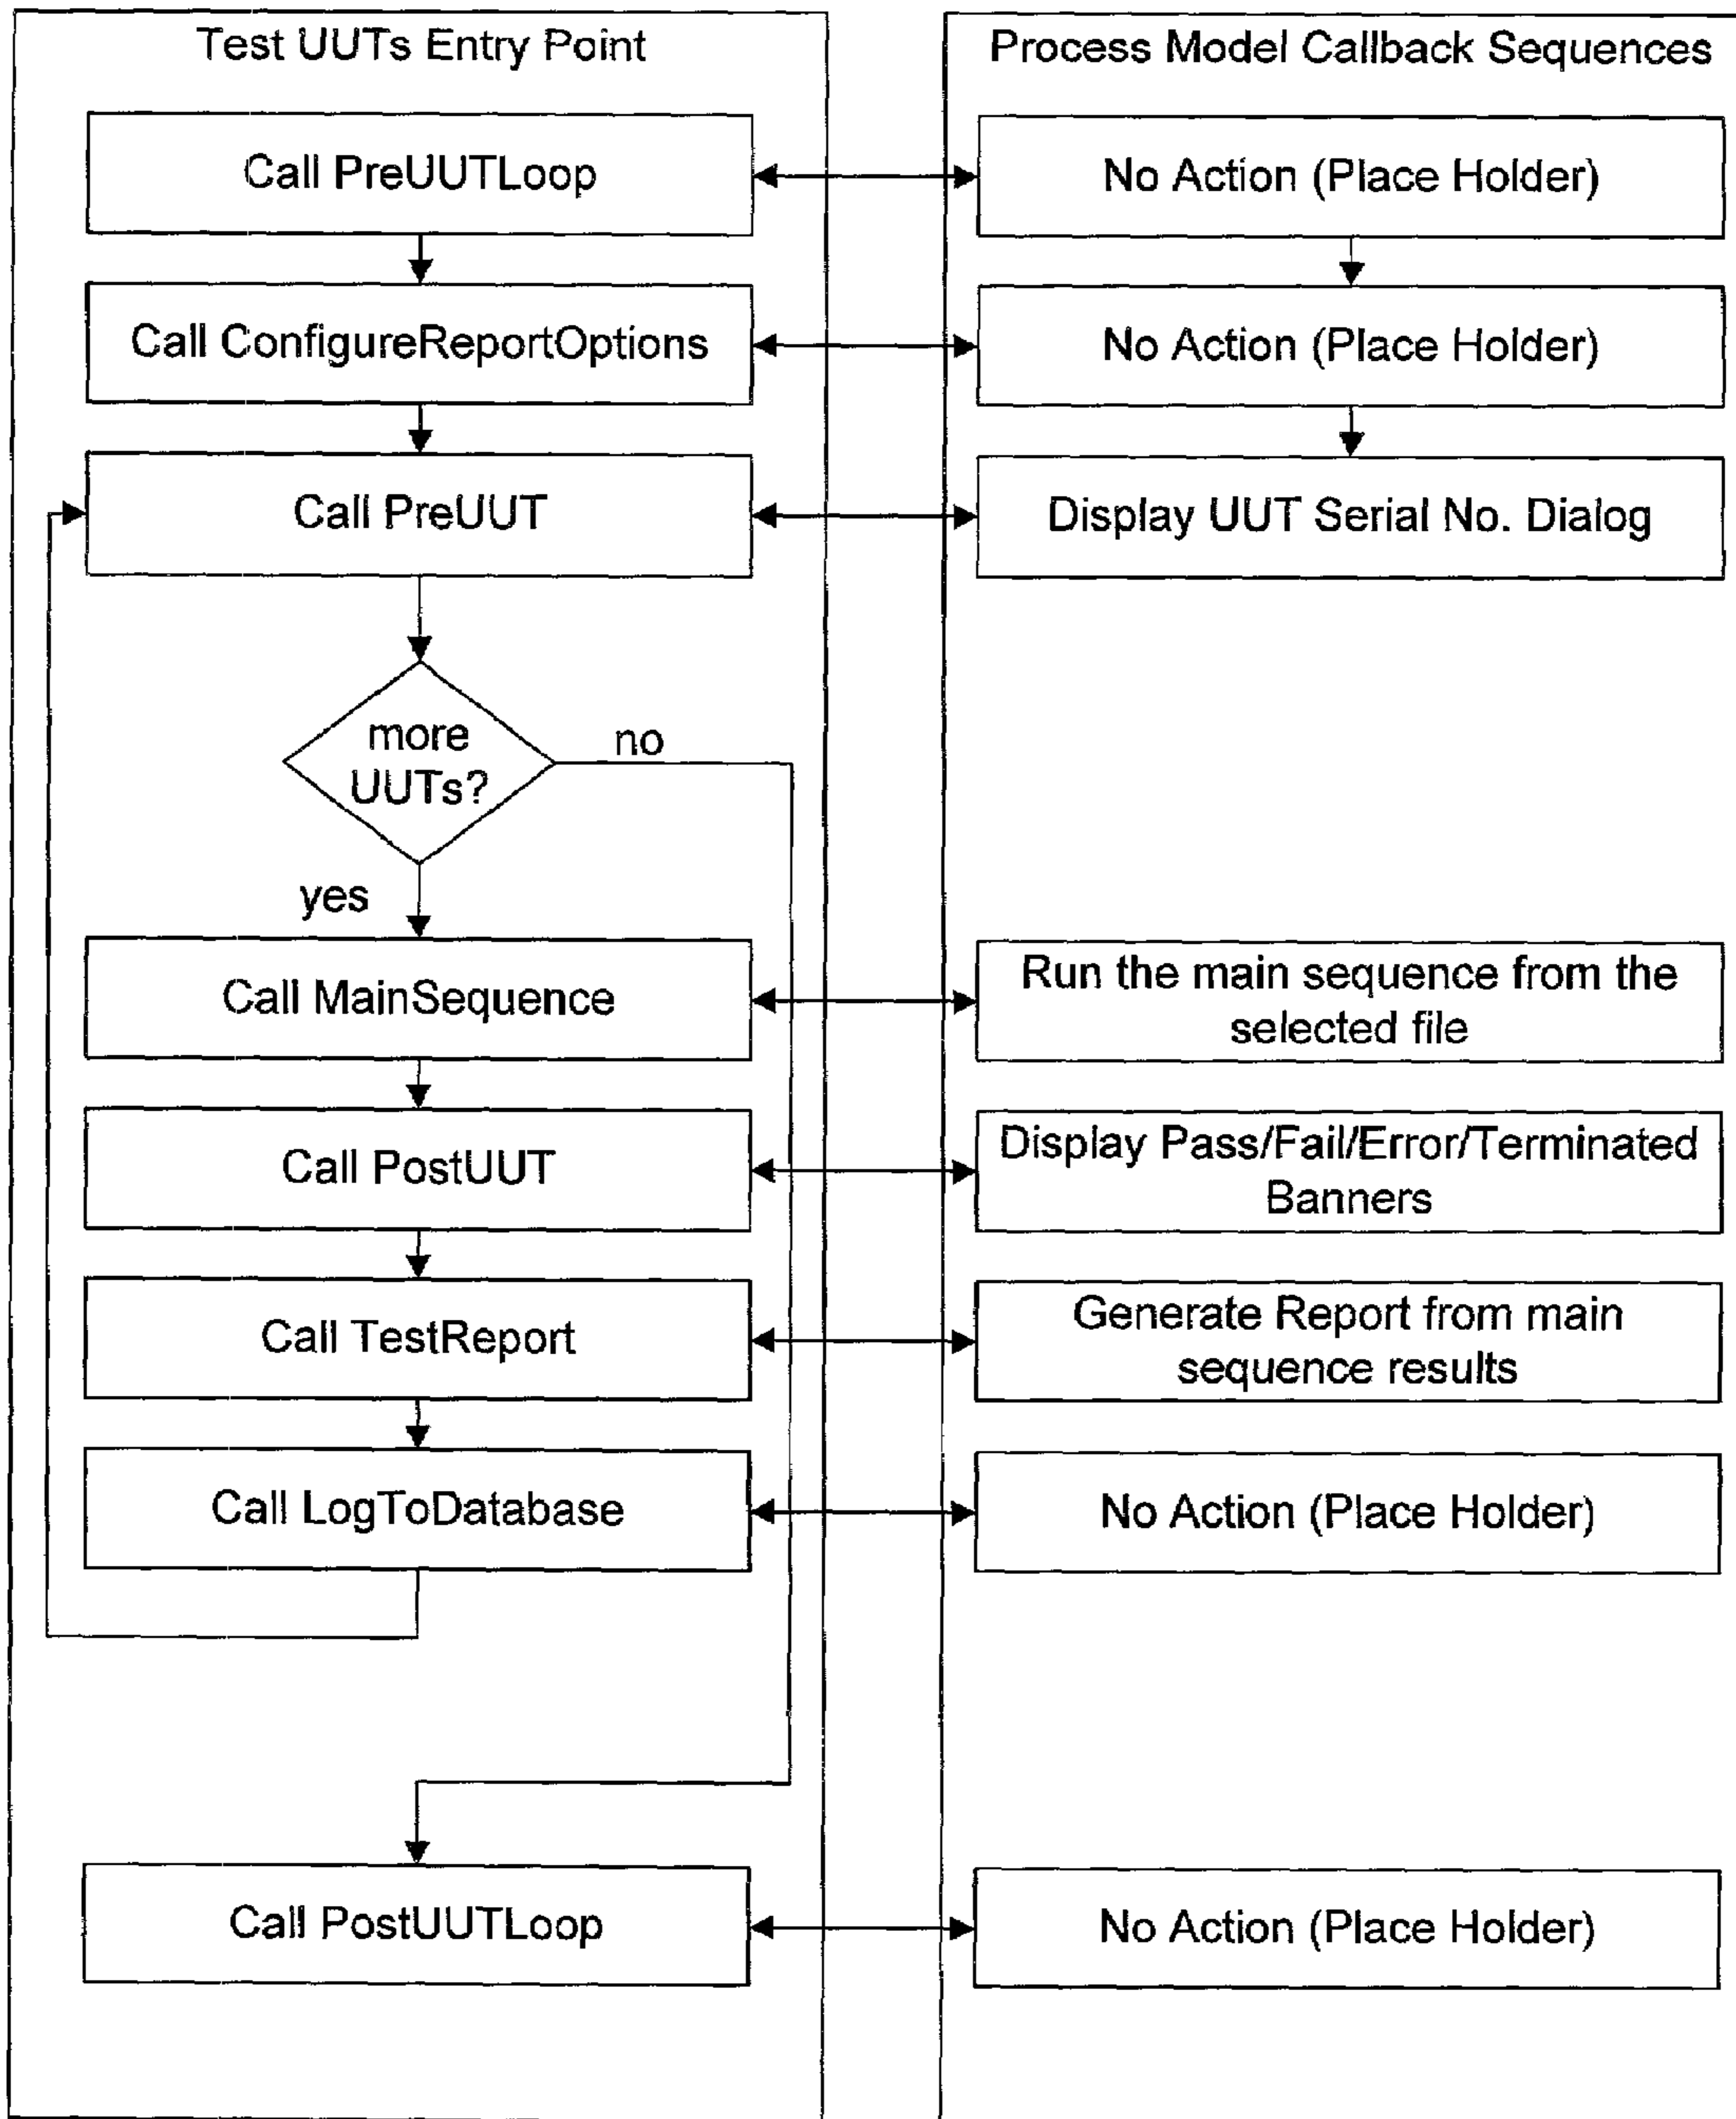 Test UUTs Entry Point
Process Model Callback Sequences
Call PreUUTLoop
No Action (Place Holder)
Call ConfigureReportOptions
No Action (Place Holder)
Call PreUUT
Display UUT Serial No. Dialog
more
UUTs?
no
yes
Call MainSequence
Run the main sequence from the
selected file
Call PostUUT
Display Pass/Fail/Error/Terminated
Banners
Call TestReport
Generate Report from main
sequence results
Call LogToDatabase
No Action (Place Holder)
Call PostUUTLoop
No Action (Place Holder)